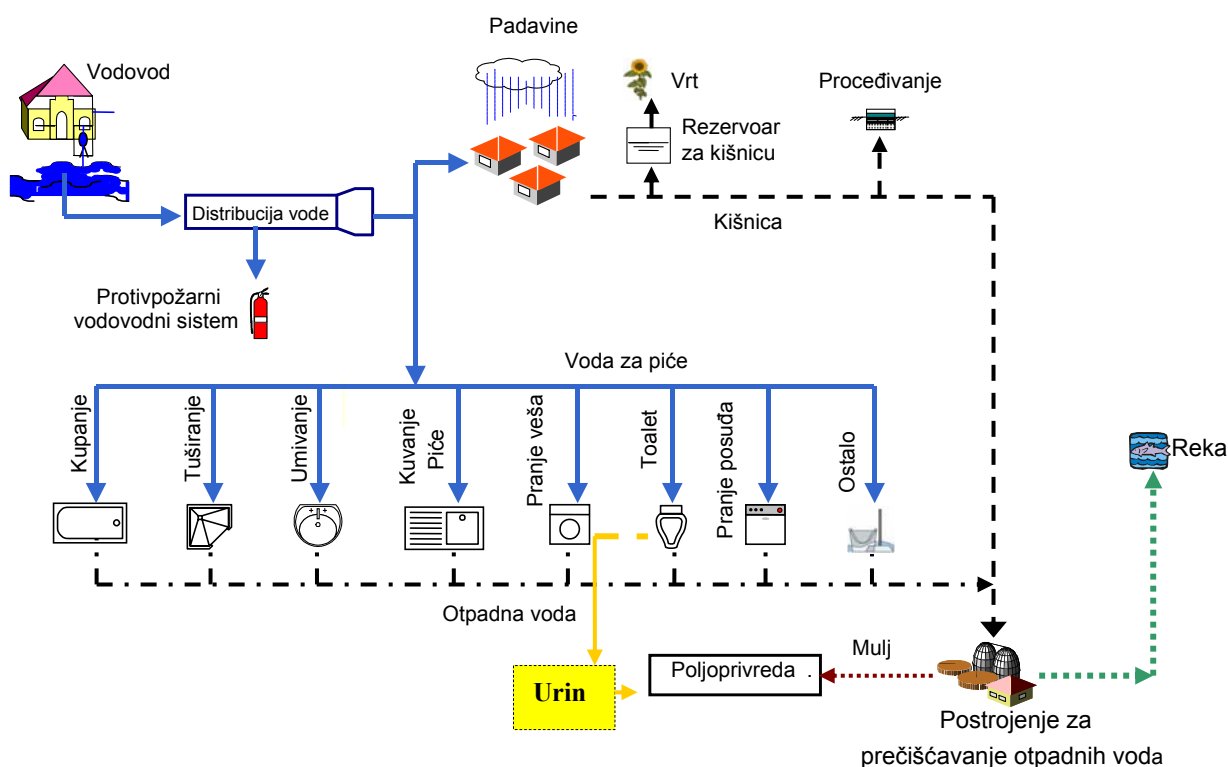 Padavine
Vodovod
Vrt
Proceđivanje
Rezervoar
za kišnicu
Distribucija vode
Kišnica
Protivpožarni
vodovodni sistem
Voda za piće
Kupanje
Tuširanje
Umivanje
Kuvanje
Piće
Pranje veša
Toalet
Pranje posuđa
Ostalo
Reka
Otpadna voda
Urin
Poljoprivreda .
Mulj
Postrojenje za
prečišćavanje otpadnih voda